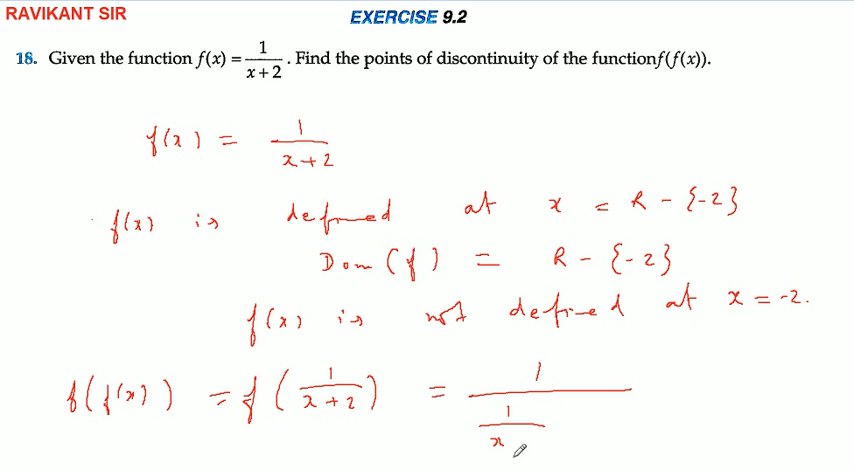 RAVIKANT SIR
EXERCISE 9.2
18. Given the function f(x) = 1/(x+2). Find the points of discontinuity of the functionf(f(x)).
f(x) = 1/(x+2)
f(x) is defined at x = R - {-2}
Dom (f) = R - {-2}
f(x) is not defined at x = -2.
f(f(x)) = f(1/(x+2)) = 1/(1/x